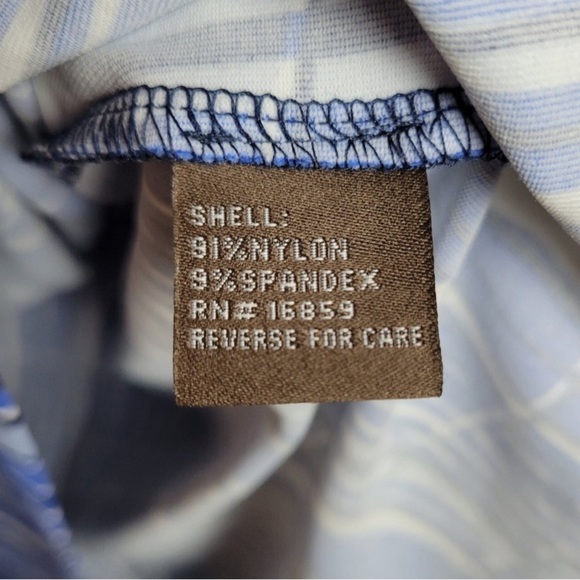 SHELL:
91%NYLON
9%SPANDEX
RN# 16859
REVERSE FOR CARE